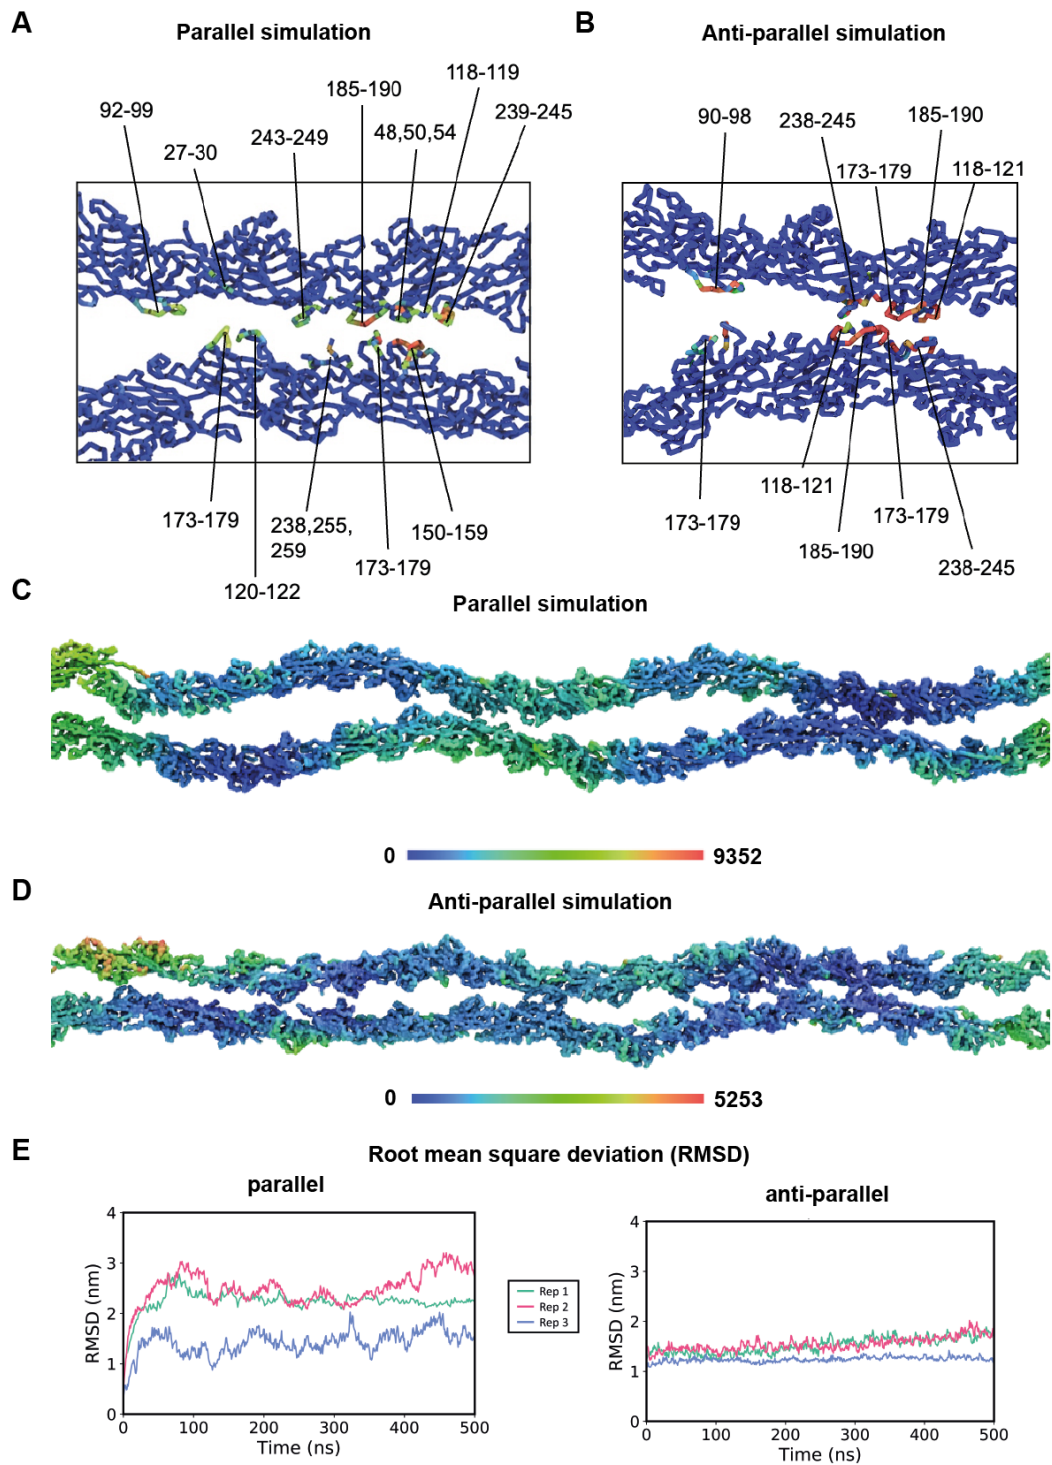 A
Parallel simulation
B
Anti-parallel simulation
118-119
185-190
92-99
239-245
48,50,54
243-249
27-30
90-98
238-245
185-190
173-179
118-121
173-179
238,255,
259
150-159
173-179
120-122
118-121
173-179
173-179
185-190
238-245
C
Parallel simulation
0
9352
D
Anti-parallel simulation
0
5253
E
Root mean square deviation (RMSD)
parallel
anti-parallel
4
3
2
1
0
RMSD (nm)
0 100 200 300 400 500
Time (ns)
Rep 1
Rep 2
Rep 3
4
3
2
1
0
RMSD (nm)
0 100 200 300 400 500
Time (ns)